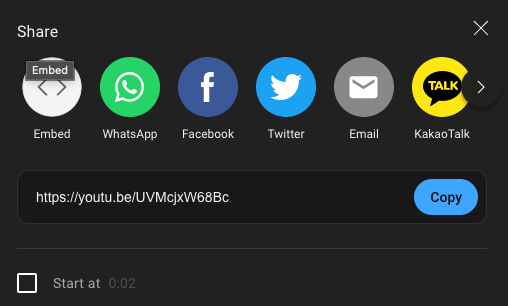 Share
Embed
TALK
Embed
WhatsApp
Facebook
Twitter
Email
KakaoTalk
https://youtu.be/UVMcjxW68Bc
Copy
Start at 0:02